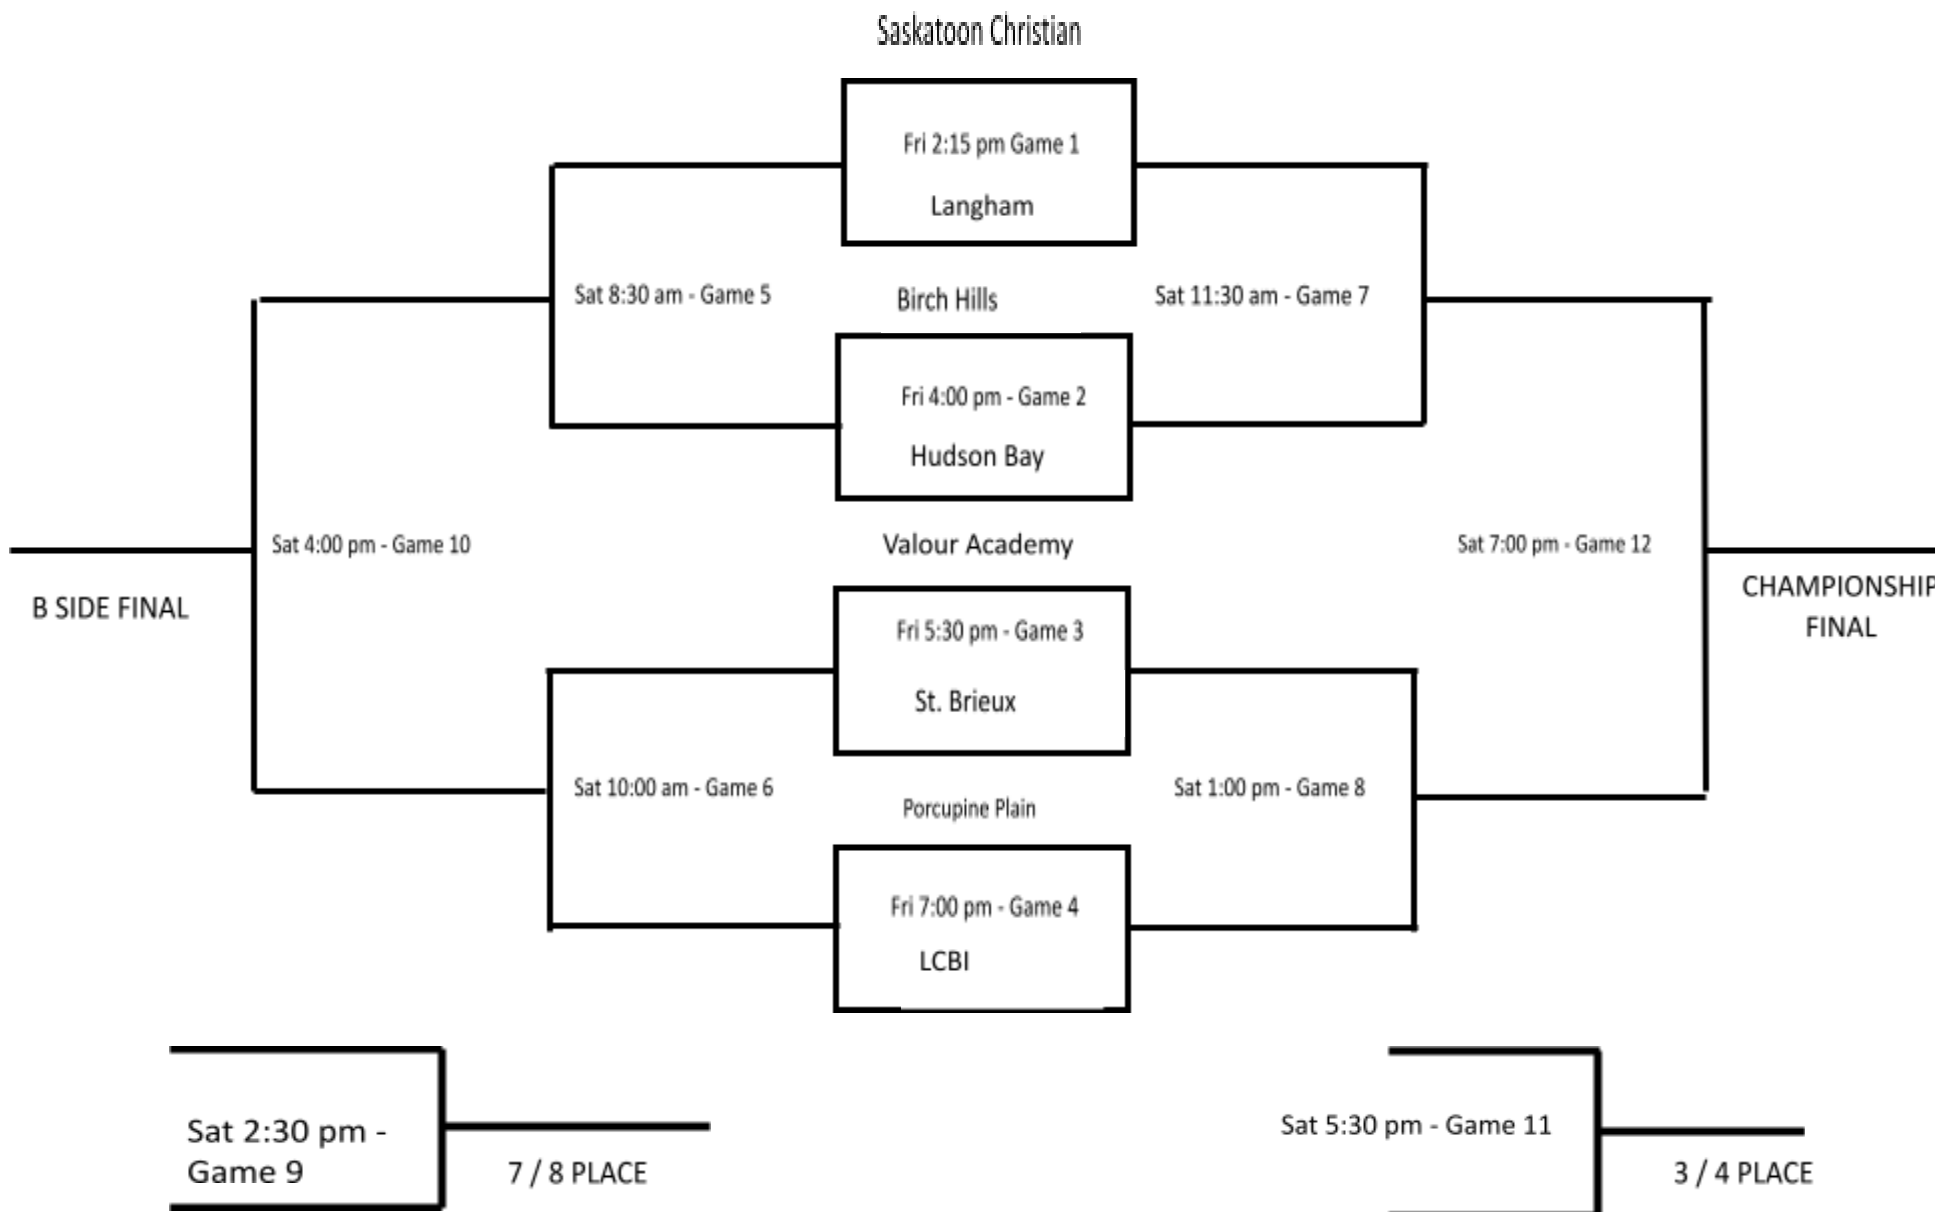 Saskatoon Christian
Fri 2:15 pm Game 1
Langham
Sat 8:30 am - Game 5
Birch Hills
Sat 11:30 am - Game 7
Fri 4:00 pm - Game 2
Hudson Bay
Sat 4:00 pm - Game 10
Valour Academy
Sat 7:00 pm - Game 12
B SIDE FINAL
CHAMPIONSHIP
FINAL
Fri 5:30 pm - Game 3
St. Brieux
Sat 10:00 am - Game 6
Porcupine Plain
Sat 1:00 pm - Game 8
Fri 7:00 pm - Game 4
LCBI
Sat 2:30 pm -
Game 9
7 / 8 PLACE
Sat 5:30 pm - Game 11
3 / 4 PLACE